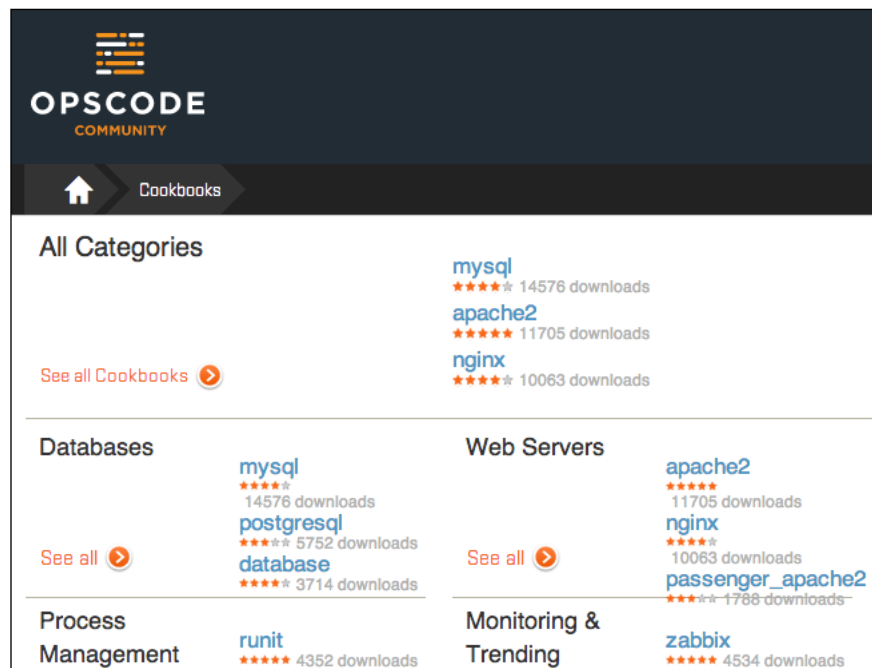 OPSCODE
COMMUNITY
Cookbooks
All Categories
mysql
14576 downloads
apache2
11705 downloads
nginx
10063 downloads
See all Cookbooks
Databases
mysql
14576 downloads
postgresql
5752 downloads
database
3714 downloads
See all
Web Servers
apache2
11705 downloads
nginx
10063 downloads
passenger_apache2
1788 downloads
See all
Process
Management
runit
4352 downloads
Monitoring &
Trending
zabbix
4534 downloads